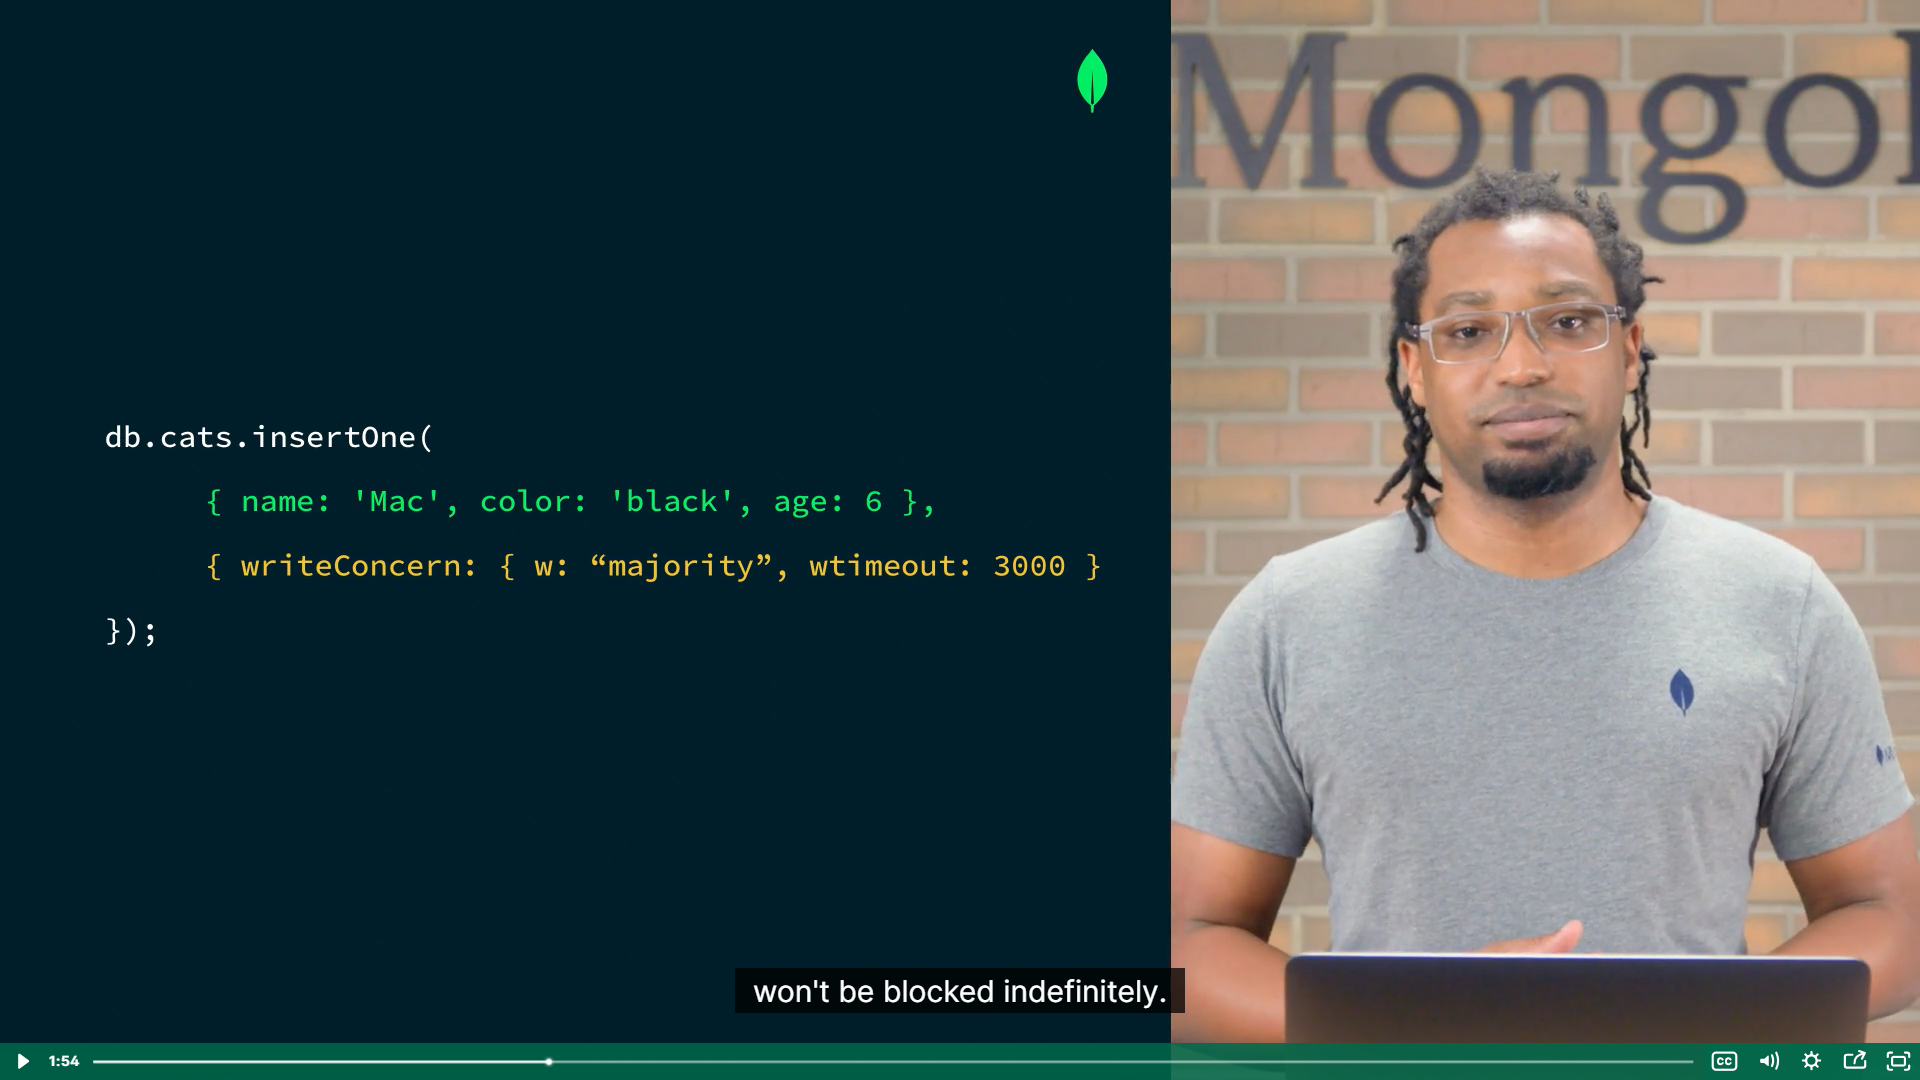 Mongo
db.cats.insertOne(
{ name: 'Mac', color: 'black', age: 6 },
{ writeConcern: { w: “majority”, wtimeout: 3000 }
});
won't be blocked indefinitely.
1:54
CC